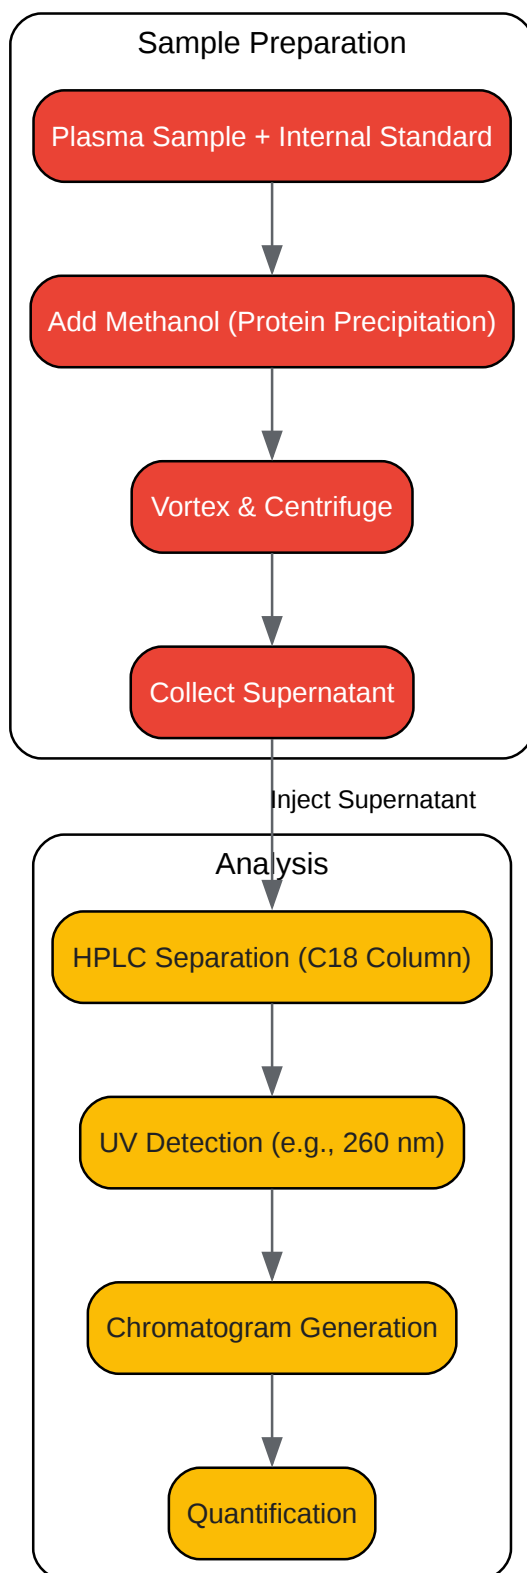 Sample Preparation
Plasma Sample + Internal Standard
Add Methanol (Protein Precipitation)
Vortex & Centrifuge
Collect Supernatant
Inject Supernatant
Analysis
HPLC Separation (C18 Column)
UV Detection (e.g., 260 nm)
Chromatogram Generation
Quantification